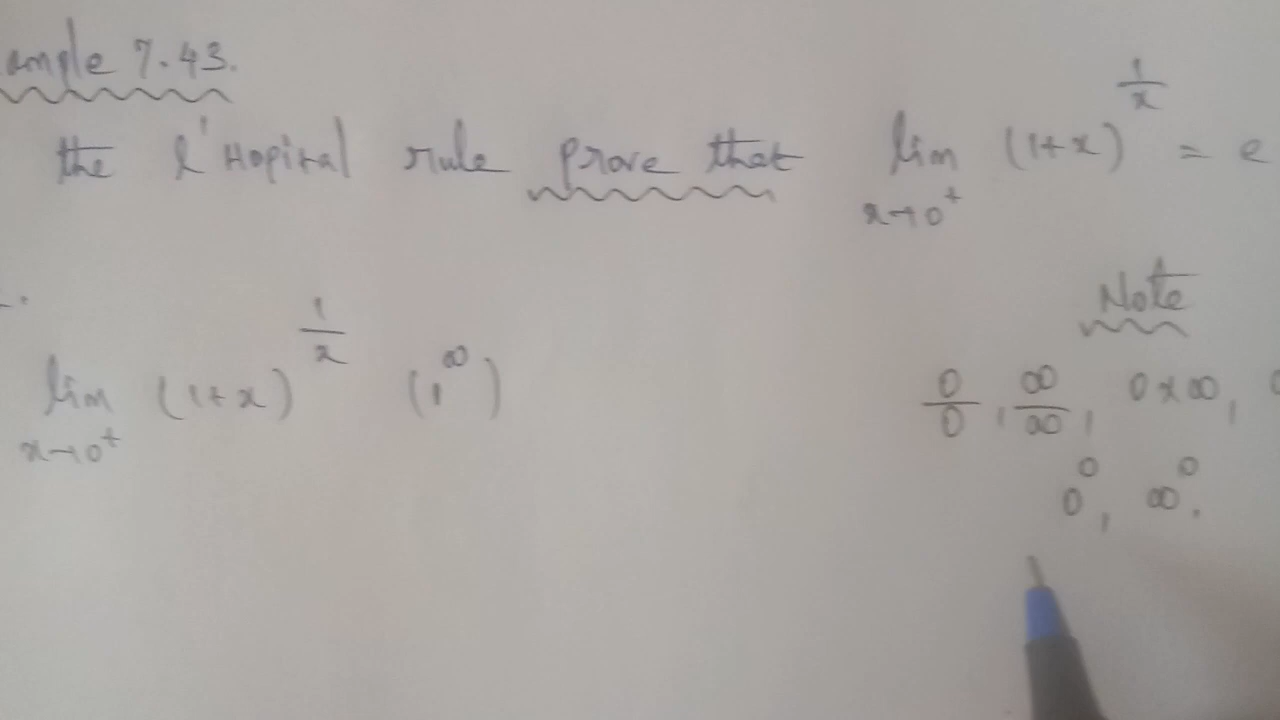 ample 7.43.
the l'Hopital rule prove that lim x→0⁺ (1+x)^(1/x) = e
Note
lim x→0⁺ (1+x)^(1/x) (1^∞)
0/0, ∞/∞, 0×∞,
0⁰, ∞⁰.